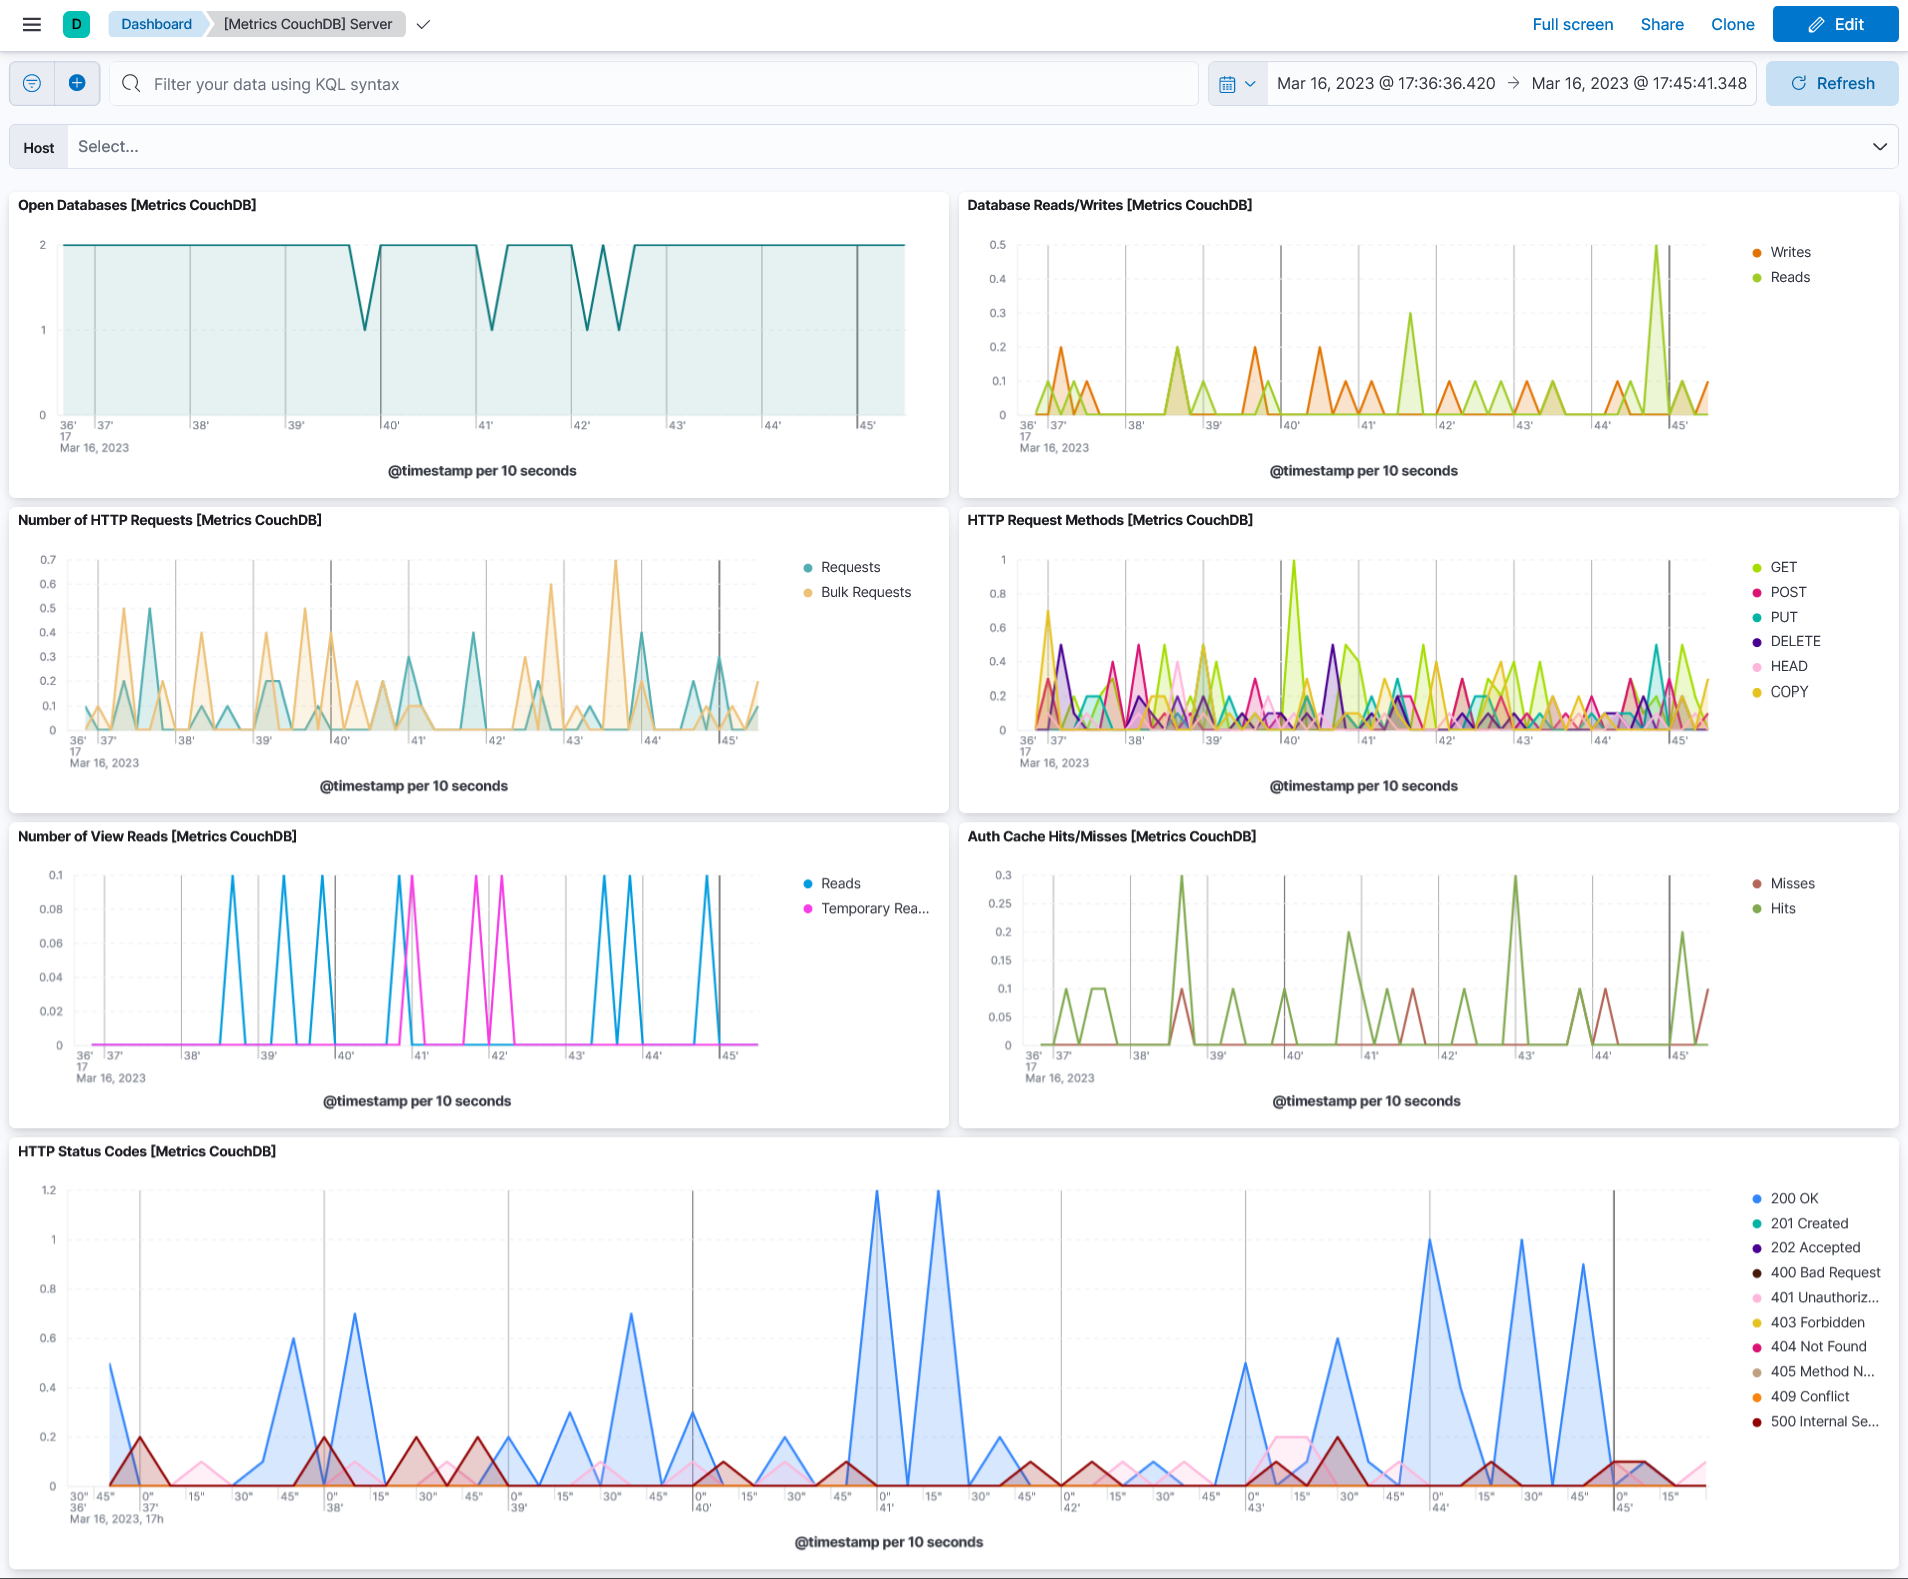 D Dashboard [Metrics CouchDB] Server Full screen Share Clone Edit
Filter your data using KQL syntax Mar 16, 2023 @ 17:36:36.420 → Mar 16, 2023 @ 17:45:41.348 Refresh
Host Select...
Open Databases [Metrics CouchDB]
2
1
0
36' 37' 38' 39' 40' 41' 42' 43' 44' 45'
17
Mar 16, 2023
@timestamp per 10 seconds
Database Reads/Writes [Metrics CouchDB]
0.5
0.4
0.3
0.2
0.1
0
36' 37' 38' 39' 40' 41' 42' 43' 44' 45'
17
Mar 16, 2023
@timestamp per 10 seconds
Writes
Reads
Number of HTTP Requests [Metrics CouchDB]
0.7
0.6
0.5
0.4
0.3
0.2
0.1
0
36' 37' 38' 39' 40' 41' 42' 43' 44' 45'
17
Mar 16, 2023
@timestamp per 10 seconds
Requests
Bulk Requests
HTTP Request Methods [Metrics CouchDB]
1
0.8
0.6
0.4
0.2
0
36' 37' 38' 39' 40' 41' 42' 43' 44' 45'
17
Mar 16, 2023
@timestamp per 10 seconds
GET
POST
PUT
DELETE
HEAD
COPY
Number of View Reads [Metrics CouchDB]
0.1
0.08
0.06
0.04
0.02
0
36' 37' 38' 39' 40' 41' 42' 43' 44' 45'
17
Mar 16, 2023
@timestamp per 10 seconds
Reads
Temporary Rea...
Auth Cache Hits/Misses [Metrics CouchDB]
0.3
0.25
0.2
0.15
0.1
0.05
0
36' 37' 38' 39' 40' 41' 42' 43' 44' 45'
17
Mar 16, 2023
@timestamp per 10 seconds
Misses
Hits
HTTP Status Codes [Metrics CouchDB]
1.2
1
0.8
0.6
0.4
0.2
0
30" 45" 0" 15" 30" 45" 0" 15" 30" 45" 0" 15" 30" 45" 0" 15" 30" 45" 0" 15" 30" 45" 0" 15" 30" 45" 0" 15" 30" 45" 0" 15" 30" 45" 0" 15"
36' 37' 38' 39' 40' 41' 42' 43' 44' 45'
Mar 16, 2023, 17h
@timestamp per 10 seconds
200 OK
201 Created
202 Accepted
400 Bad Request
401 Unauthoriz...
403 Forbidden
404 Not Found
405 Method N...
409 Conflict
500 Internal Se...